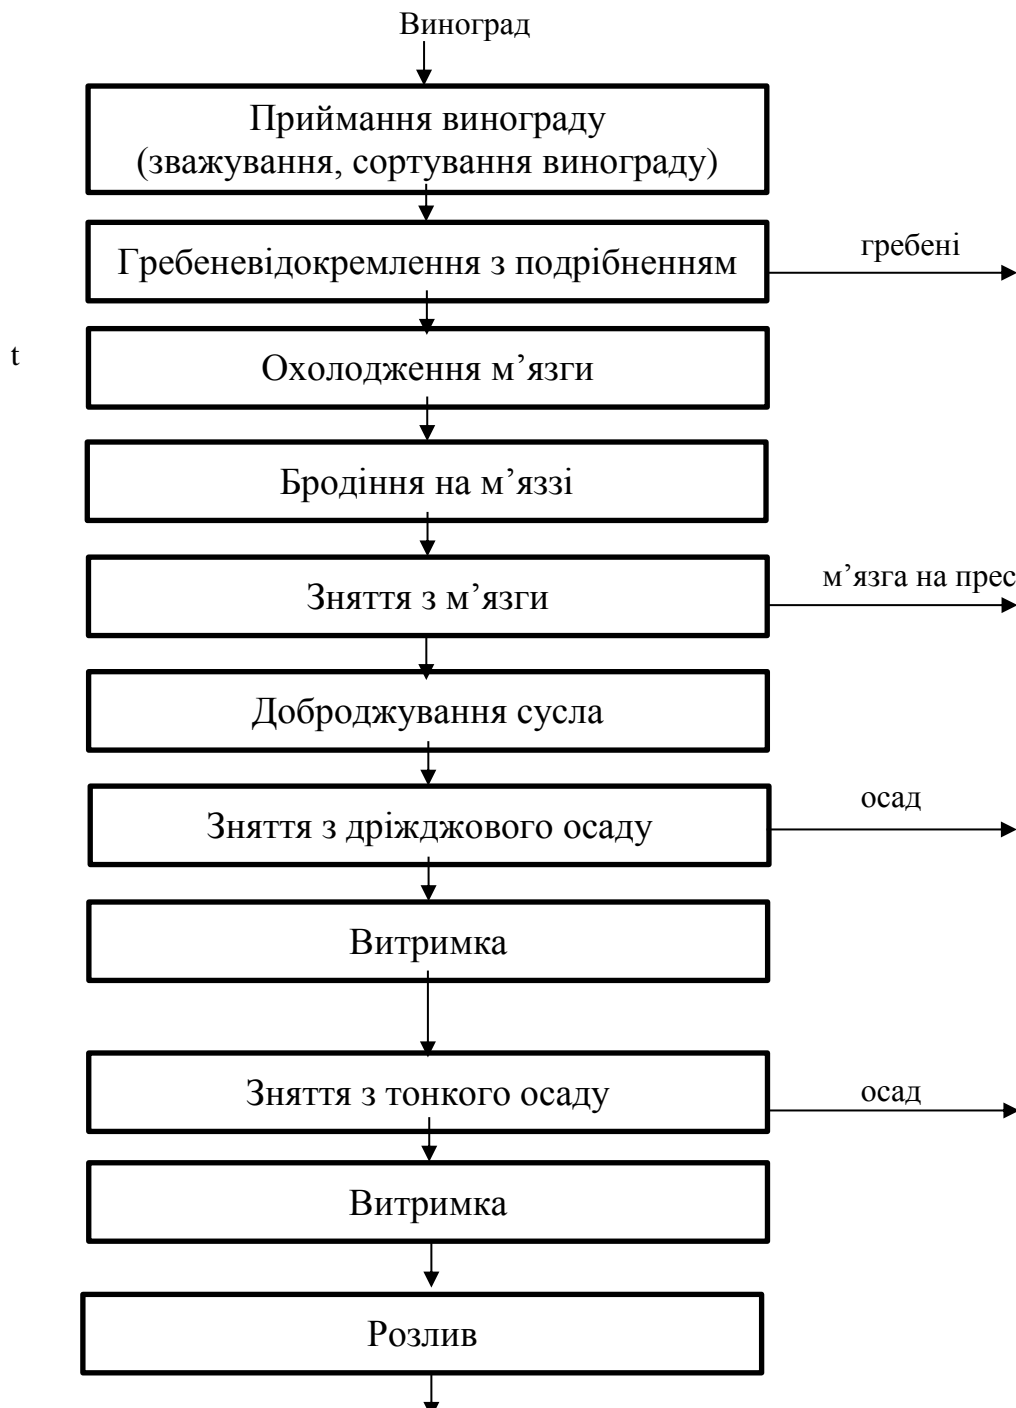 Виноград
Приймання винограду
(зважування, сортування винограду)
Гребеневідокремлення з подрібненням
гребені
t
Охолодження м’язги
Бродіння на м’яззі
Зняття з м’язги
м’язга на прес
Доброджування сусла
Зняття з дріжджового осаду
осад
Витримка
Зняття з тонкого осаду
осад
Витримка
Розлив